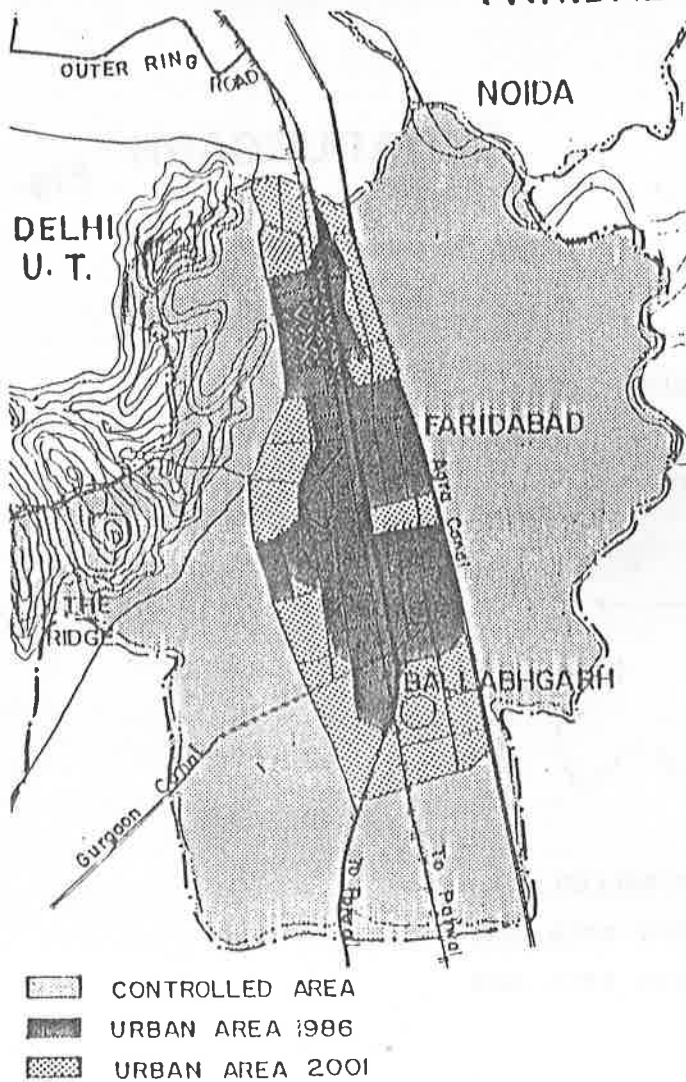 OUTER RING
ROAD
NOIDA
DELHI
U. T.
FARIDABAD
Agra Canal
THE
RIDGE
BALLABHGARH
Gurgaon Canal
To Palwal
CONTROLLED AREA
URBAN AREA 1986
URBAN AREA 2001